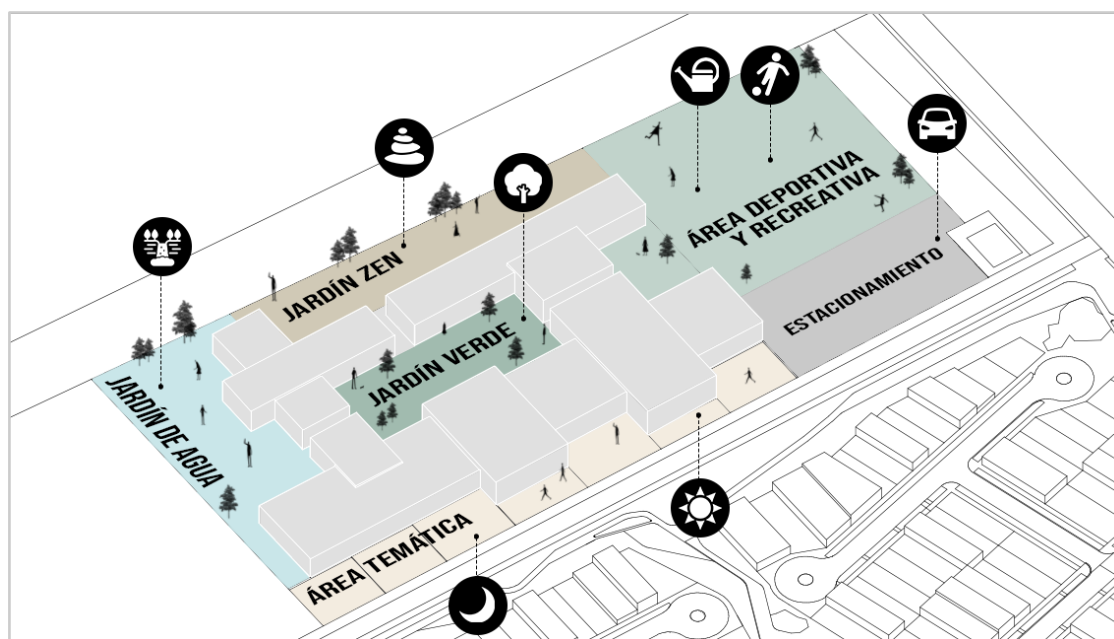 JARDÍN ZEN
JARDÍN VERDE
JARDÍN DE AGUA
ÁREA TEMÁTICA
ÁREA DEPORTIVA
Y RECREATIVA
ESTACIONAMIENTO